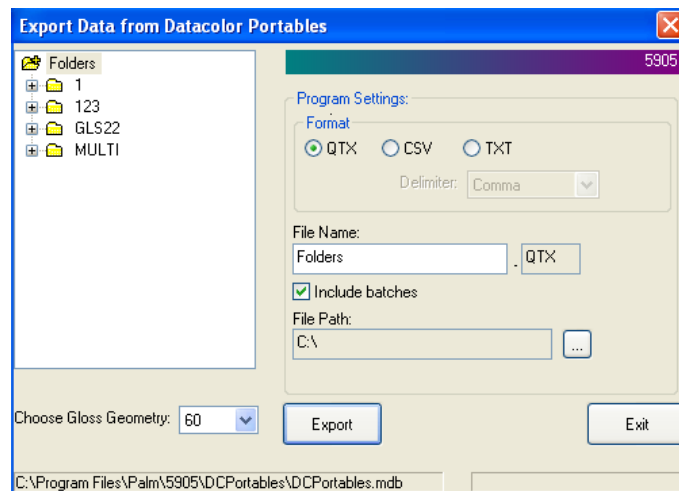 Export Data from Datacolor Portables
Folders
1
123
GLS22
MULTI
5905
Program Settings:
Format
QTX CSV TXT
Delimiter: Comma
File Name:
Folders . QTX
Include batches
File Path:
C:\
...
Choose Gloss Geometry: 60
Export
Exit
C:\Program Files\Palm\5905\DCPortables\DCPortables.mdb